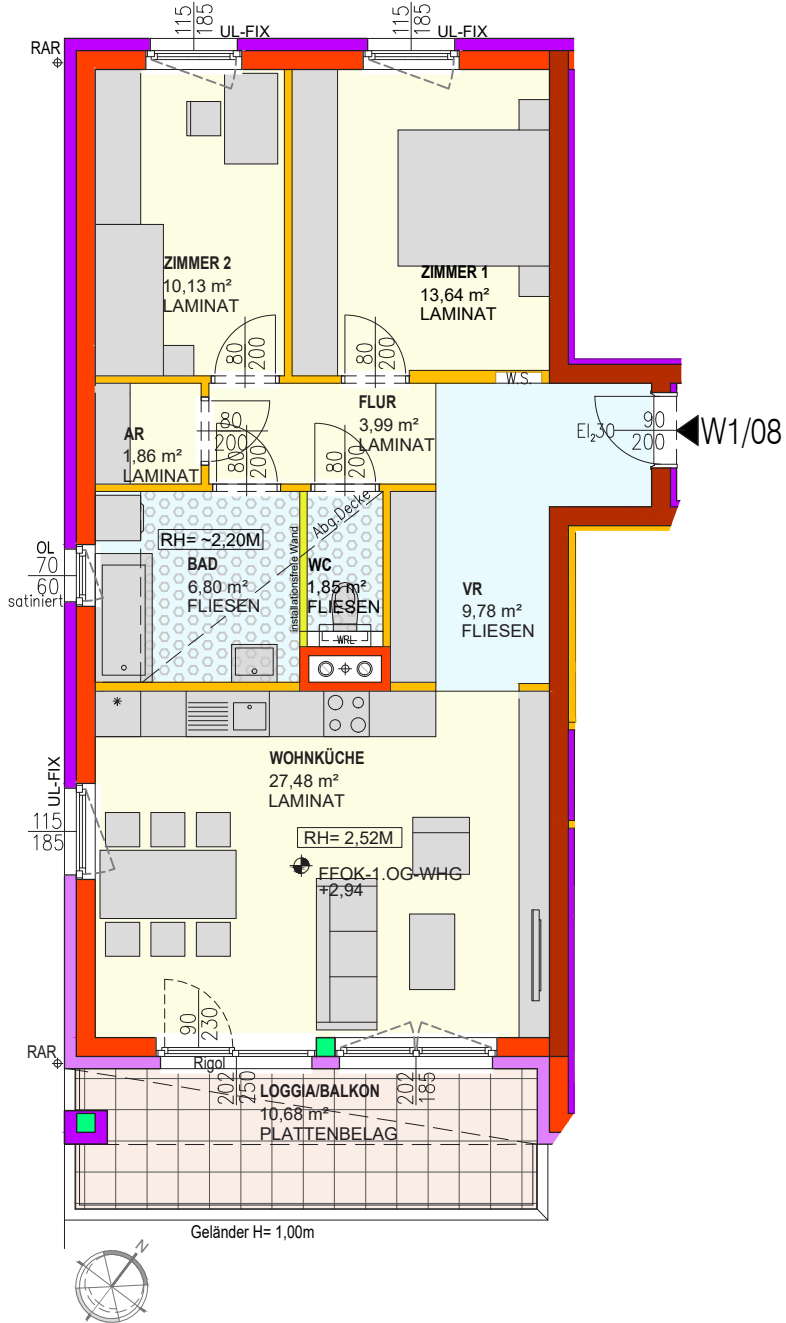 115
185
UL-FIX
115
185
UL-FIX
RAR
ZIMMER 2
10,13 m²
LAMINAT
ZIMMER 1
13,64 m²
LAMINAT
80
200
80
200
W.S.
AR
1,86 m²
LAMINAT
80
200
FLUR
3,99 m²
LAMINAT
EI₂30
90
200
W1/08
80
200
80
200
RH= ~2,20M
BAD
6,80 m²
FLIESEN
installationsfreie Wand
Abg.Decke
WC
1,85 m²
FLIESEN
WRL
OL
70
60
satiniert
VR
9,78 m²
FLIESEN
WOHNKÜCHE
27,48 m²
LAMINAT
UL-FIX
115
185
RH= 2,52M
FFOK-1.OG-WHG
+2,94
90
230
RAR
Rigol
202
250
202
185
LOGGIA/BALKON
10,68 m²
PLATTENBELAG
Geländer H= 1,00m
N